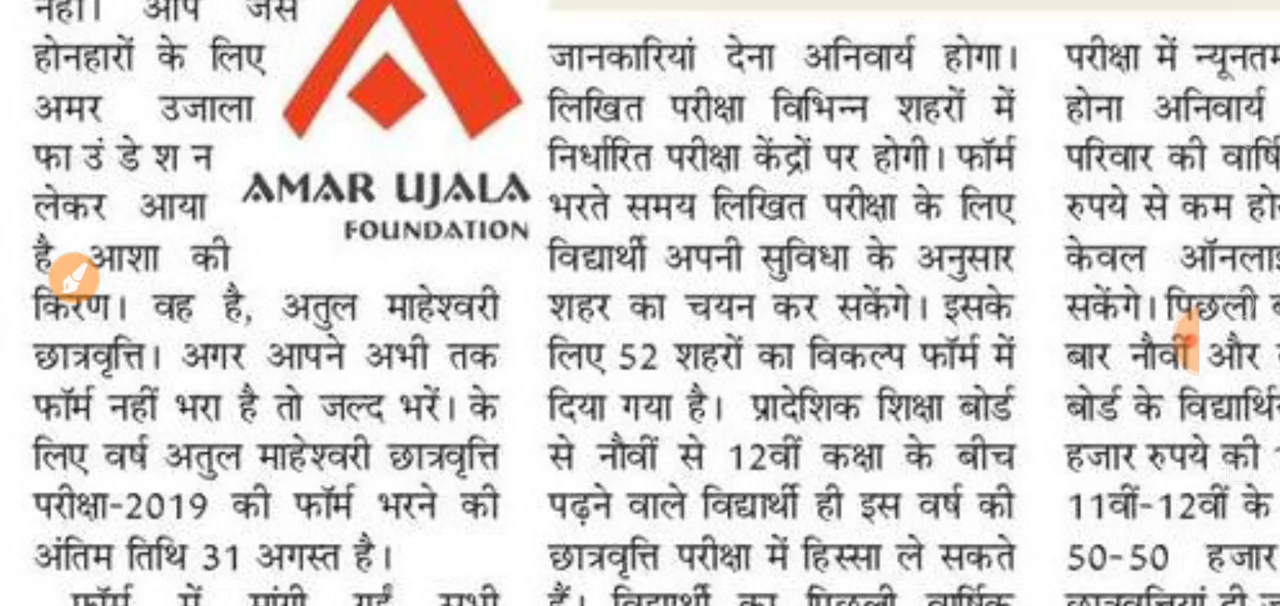 नहीं। आप जैसे
होनहारों के लिए
अमर उजाला
फाउंडेशन
लेकर आया
है आशा की
किरण। वह है, अतुल माहेश्वरी
छात्रवृत्ति। अगर आपने अभी तक
फॉर्म नहीं भरा है तो जल्द भरें। के
लिए वर्ष अतुल माहेश्वरी छात्रवृत्ति
परीक्षा-2019 की फॉर्म भरने की
अंतिम तिथि 31 अगस्त है।
फॉर्म में मांगी गईं सभी
AMAR UJALA
FOUNDATION
जानकारियां देना अनिवार्य होगा।
लिखित परीक्षा विभिन्न शहरों में
निर्धारित परीक्षा केंद्रों पर होगी। फॉर्म
भरते समय लिखित परीक्षा के लिए
विद्यार्थी अपनी सुविधा के अनुसार
शहर का चयन कर सकेंगे। इसके
लिए 52 शहरों का विकल्प फॉर्म में
दिया गया है। प्रादेशिक शिक्षा बोर्ड
से नौवीं से 12वीं कक्षा के बीच
पढ़ने वाले विद्यार्थी ही इस वर्ष की
छात्रवृत्ति परीक्षा में हिस्सा ले सकते
हैं। विद्यार्थी का पिछली वार्षिक
परीक्षा में न्यूनतम
होना अनिवार्य
परिवार की
रुपये से कम
केवल
सकेंगे। पिछली
बार नौवीं और
बोर्ड के
हजार रुपये की
11वीं-12वीं के
50-50 हजार
छात्रवृत्तियां दी